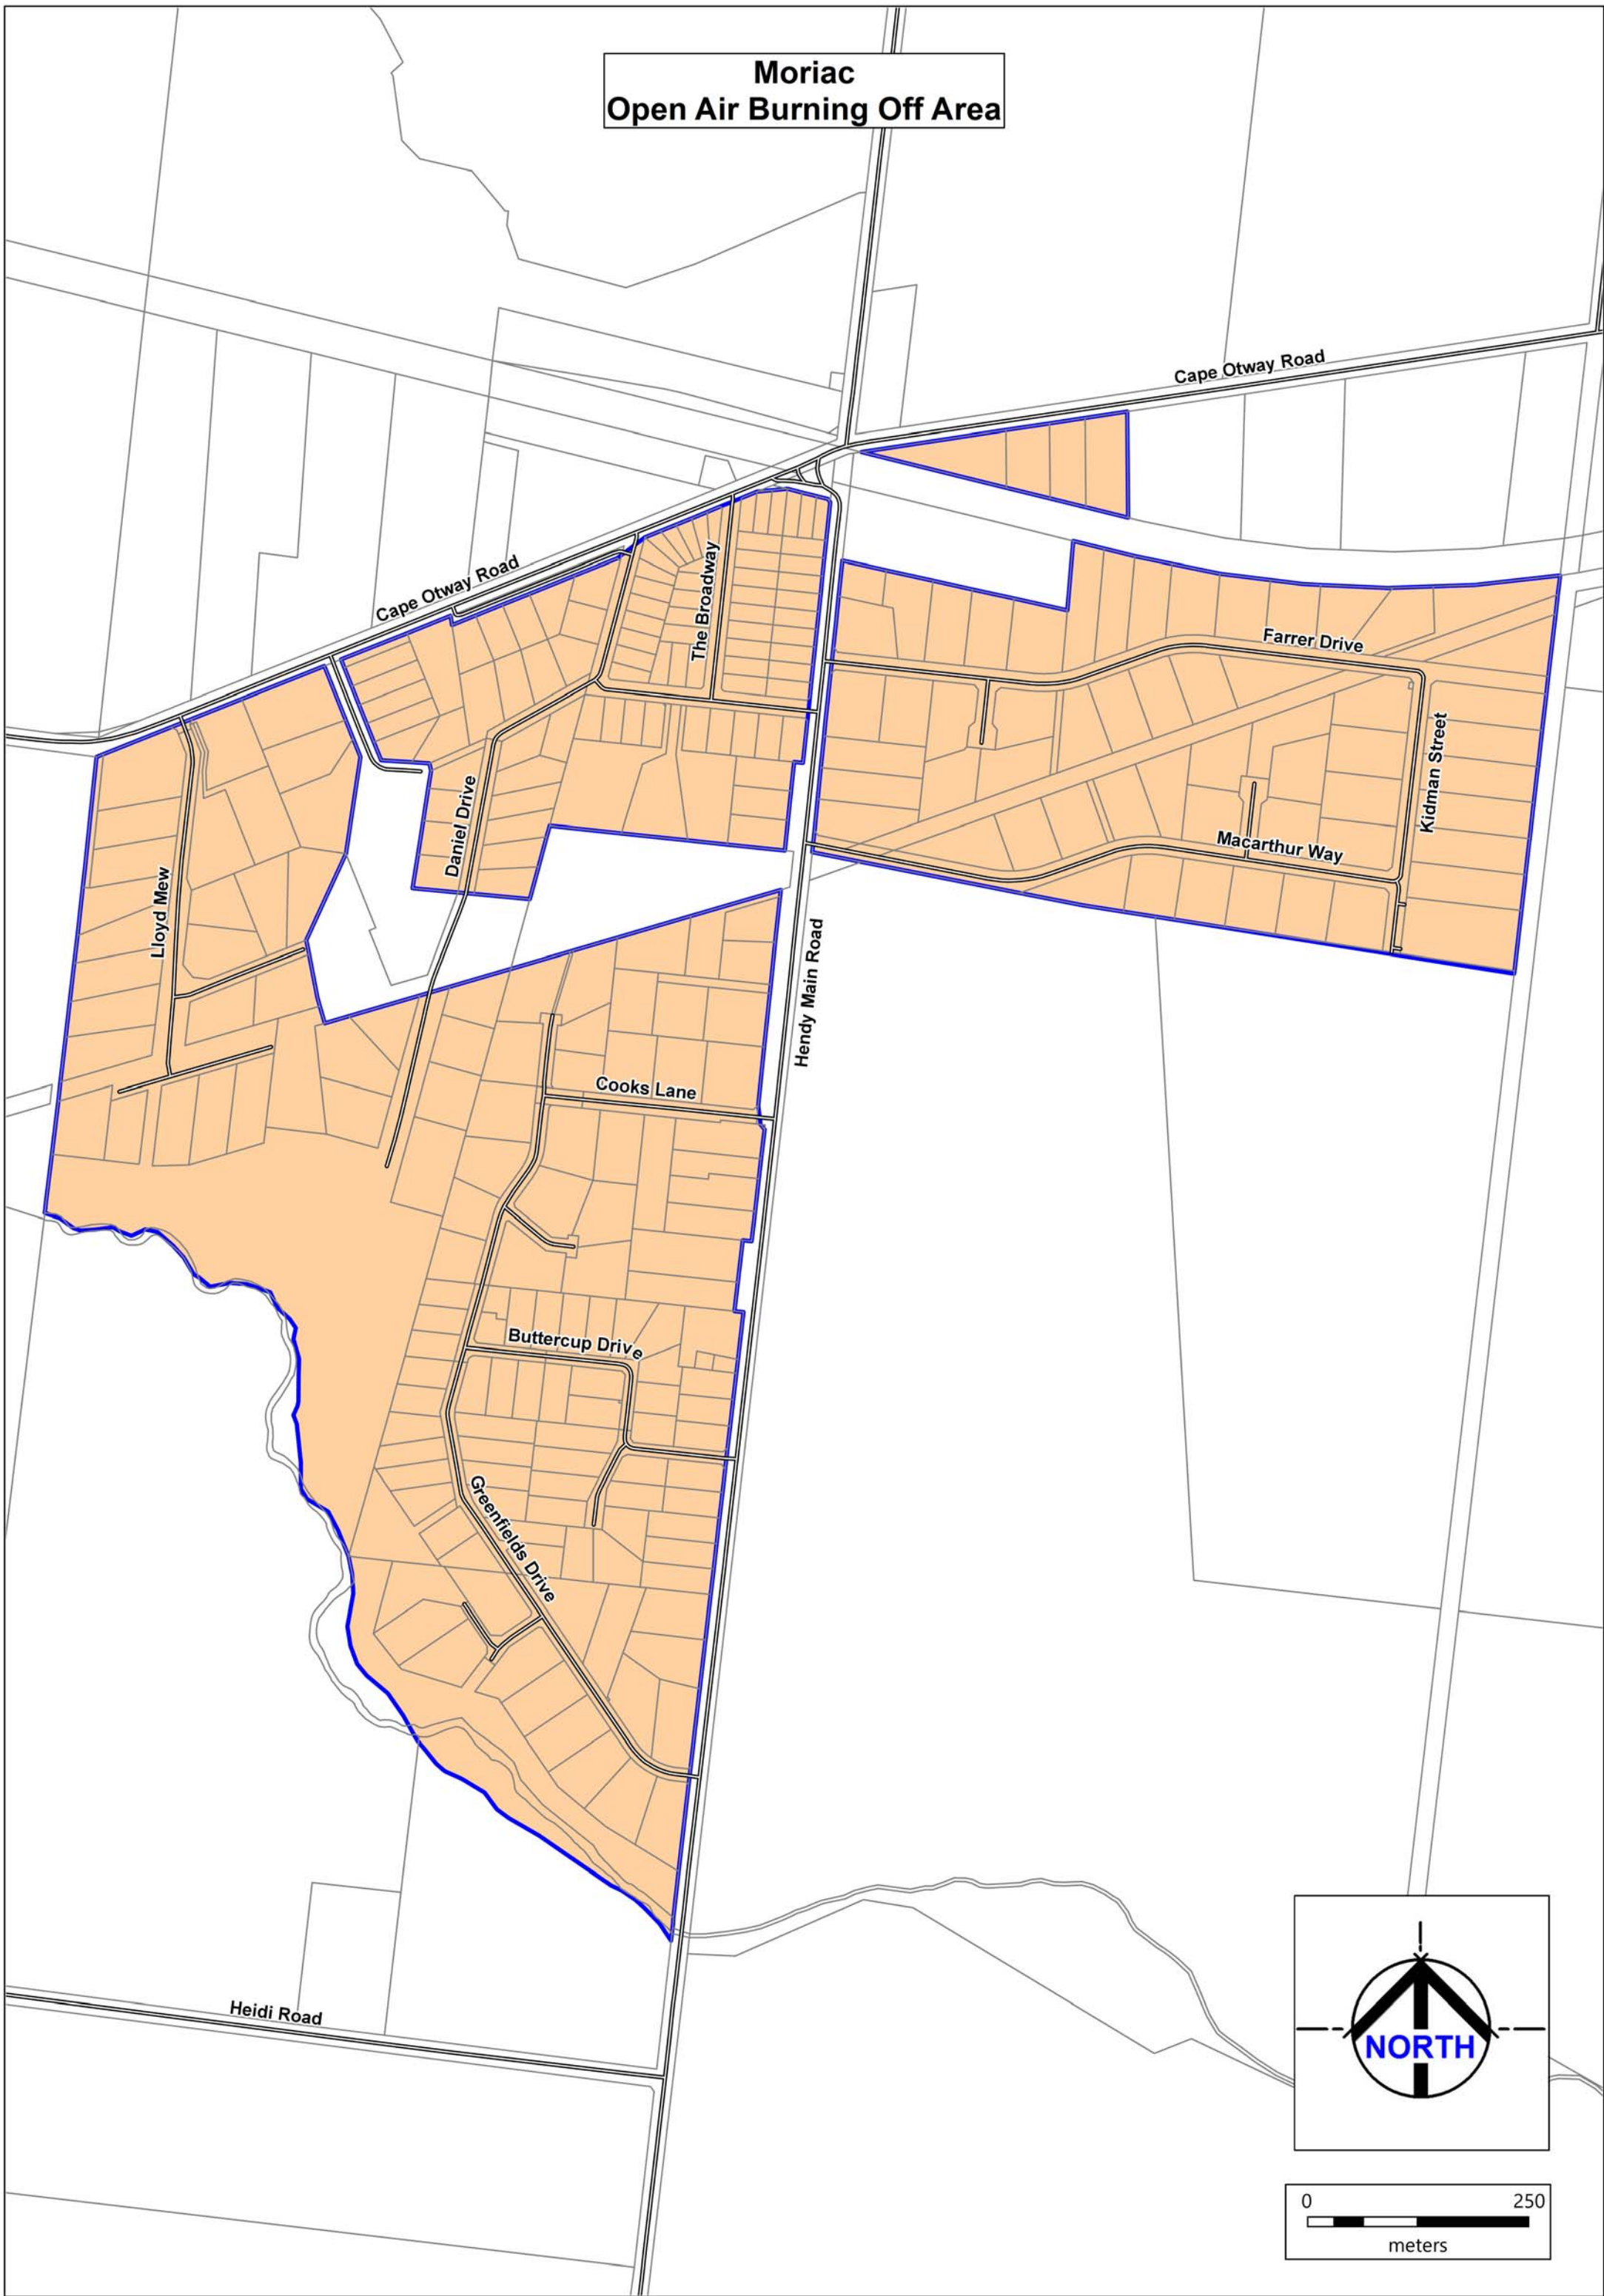 Moriac
Open Air Burning Off Area
Cape Otway Road
Cape Otway Road
The Broadway
Farrer Drive
Kidman Street
Daniel Drive
Macarthur Way
Lloyd Mew
Hendy Main Road
Cooks Lane
Buttercup Drive
Greenfields Drive
Heidi Road
NORTH
0 250
meters